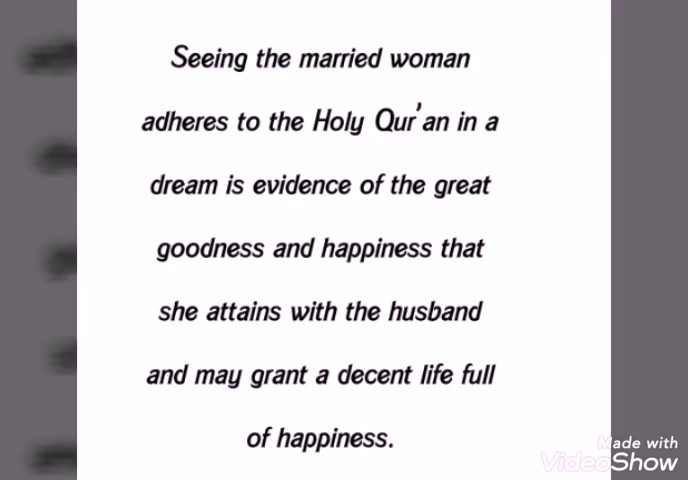 Seeing the married woman
adheres to the Holy Qur'an in a
dream is evidence of the great
goodness and happiness that
she attains with the husband
and may grant a decent life full
of happiness.
Made with
VideoShow